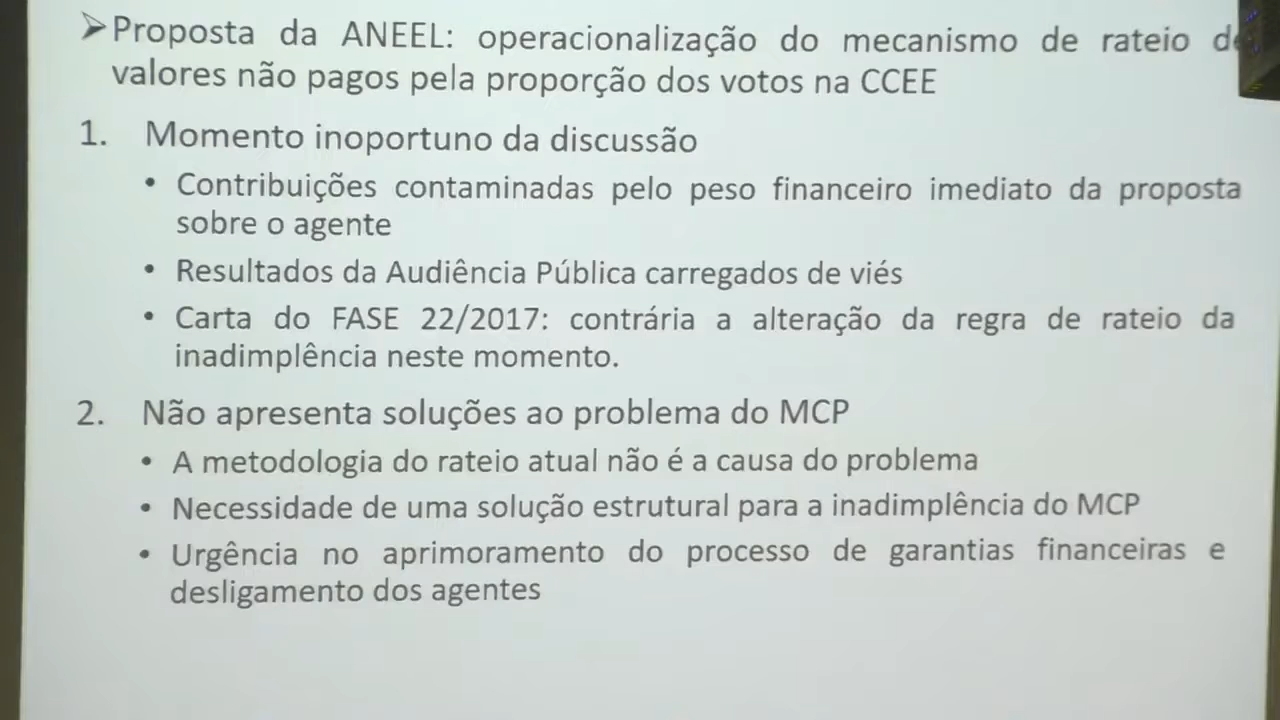 ➢Proposta da ANEEL: operacionalização do mecanismo de rateio de
valores não pagos pela proporção dos votos na CCEE
1. Momento inoportuno da discussão
• Contribuições contaminadas pelo peso financeiro imediato da proposta
sobre o agente
• Resultados da Audiência Pública carregados de viés
• Carta do FASE 22/2017: contrária a alteração da regra de rateio da
inadimplência neste momento.
2. Não apresenta soluções ao problema do MCP
• A metodologia do rateio atual não é a causa do problema
• Necessidade de uma solução estrutural para a inadimplência do MCP
• Urgência no aprimoramento do processo de garantias financeiras e
desligamento dos agentes